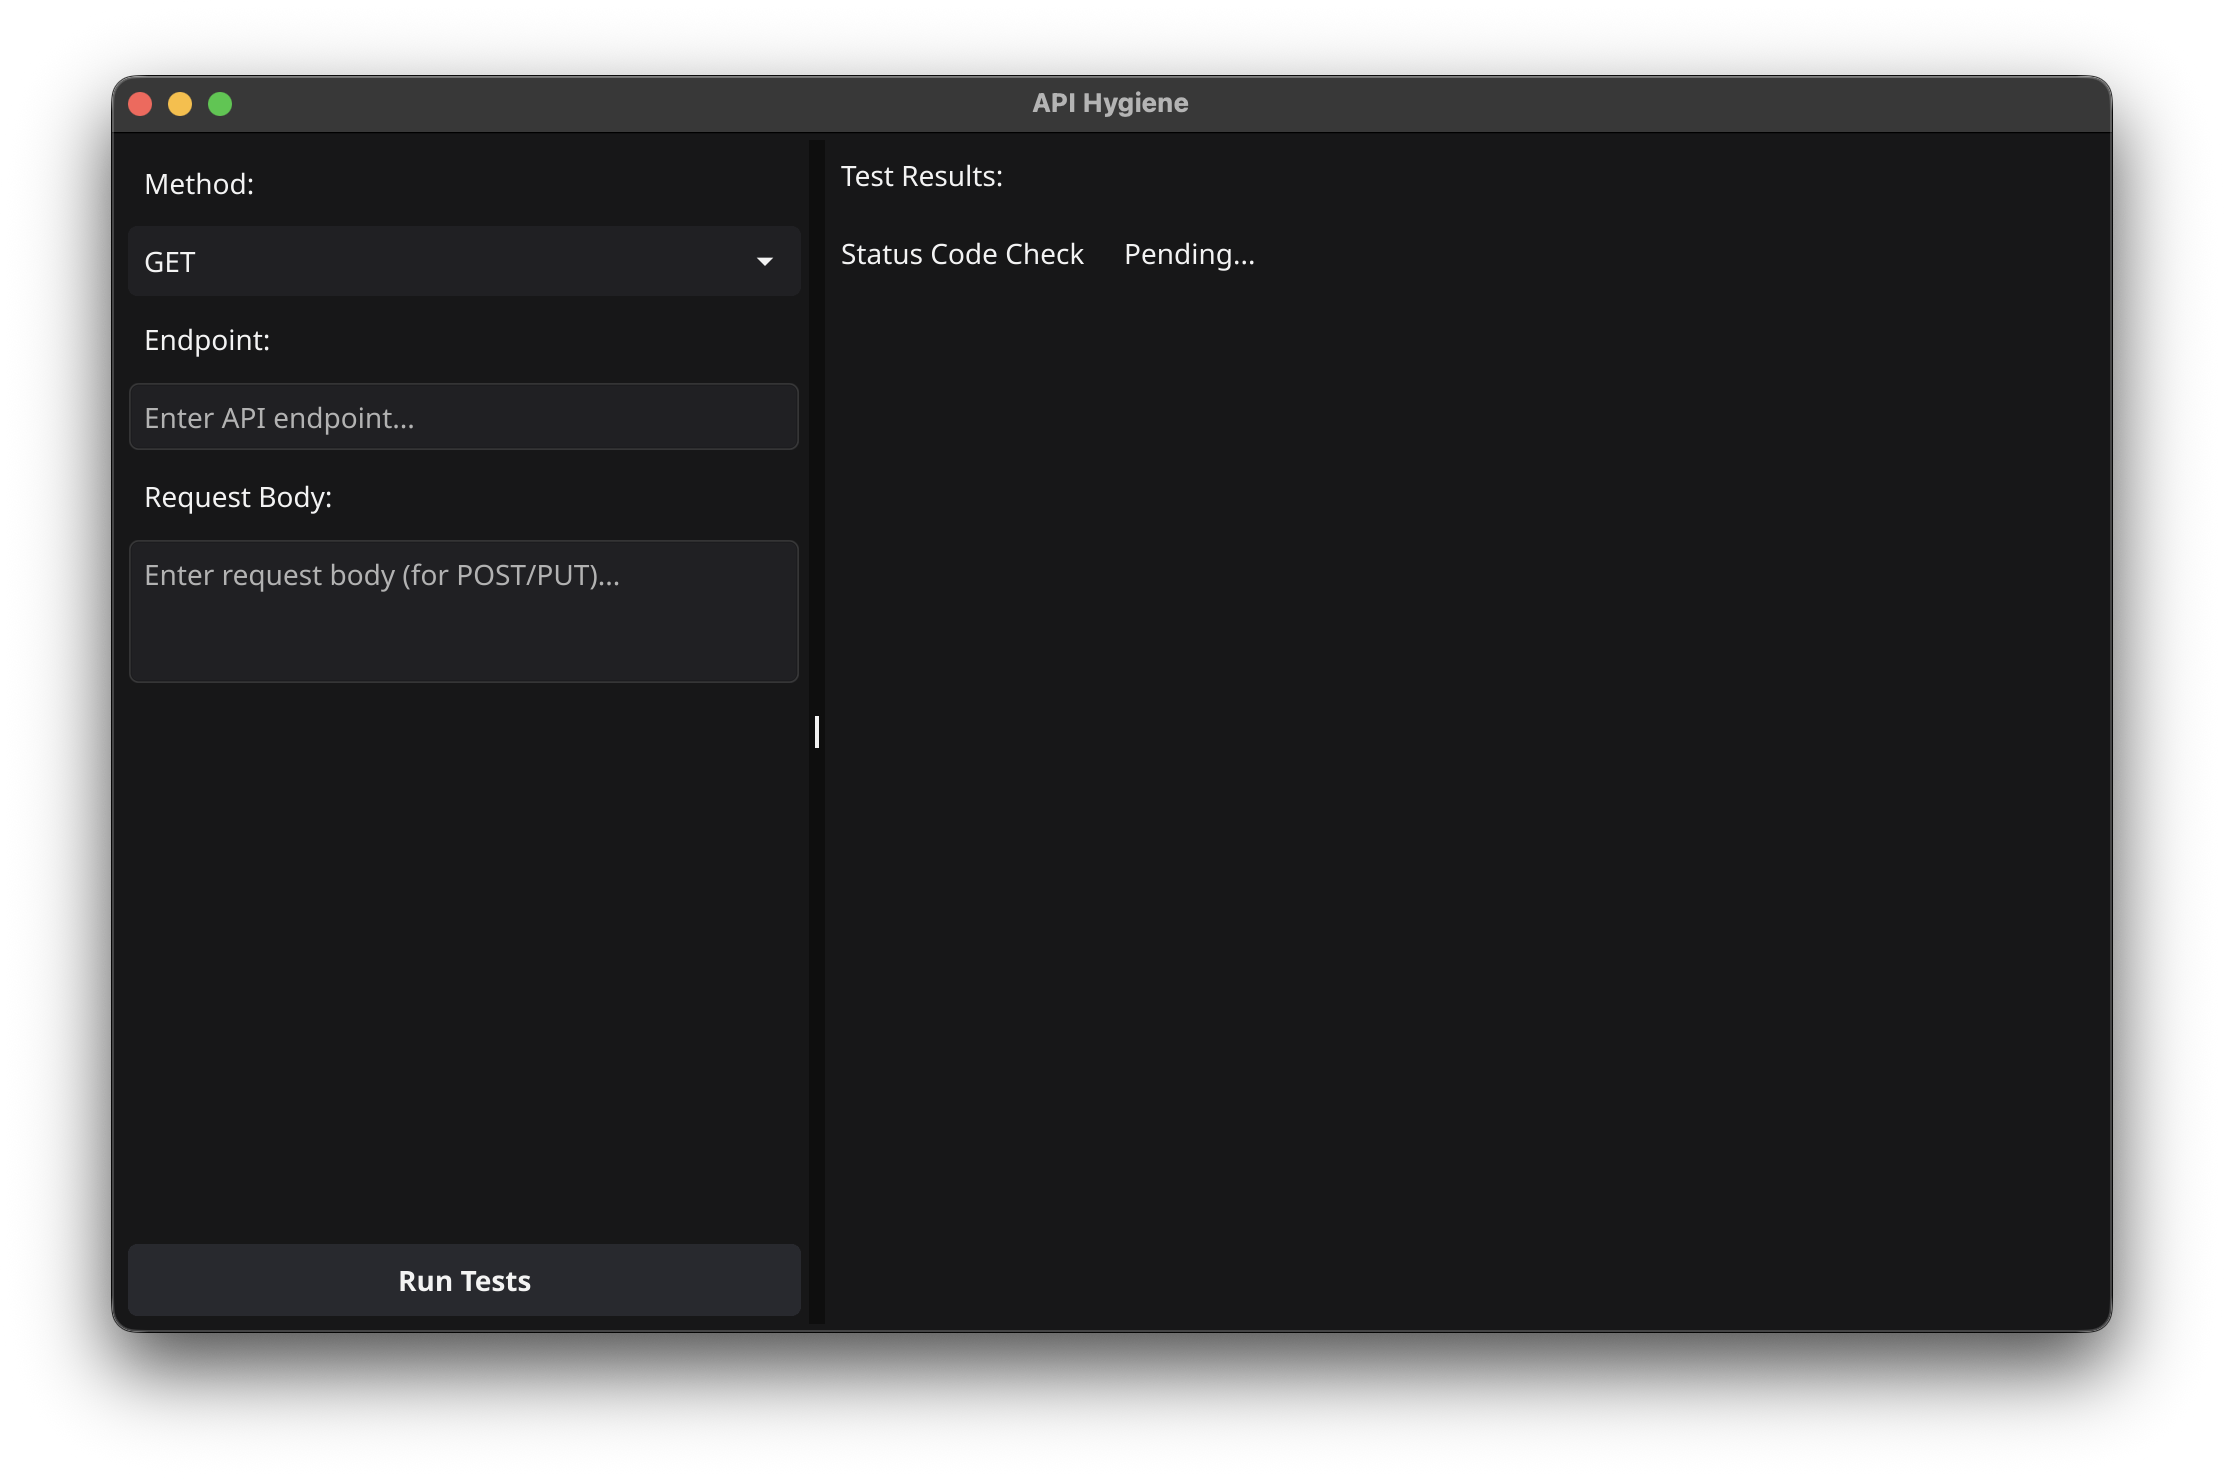 API Hygiene
Method:
GET
Endpoint:
Enter API endpoint...
Request Body:
Enter request body (for POST/PUT)...
Run Tests
Test Results:
Status Code Check Pending...